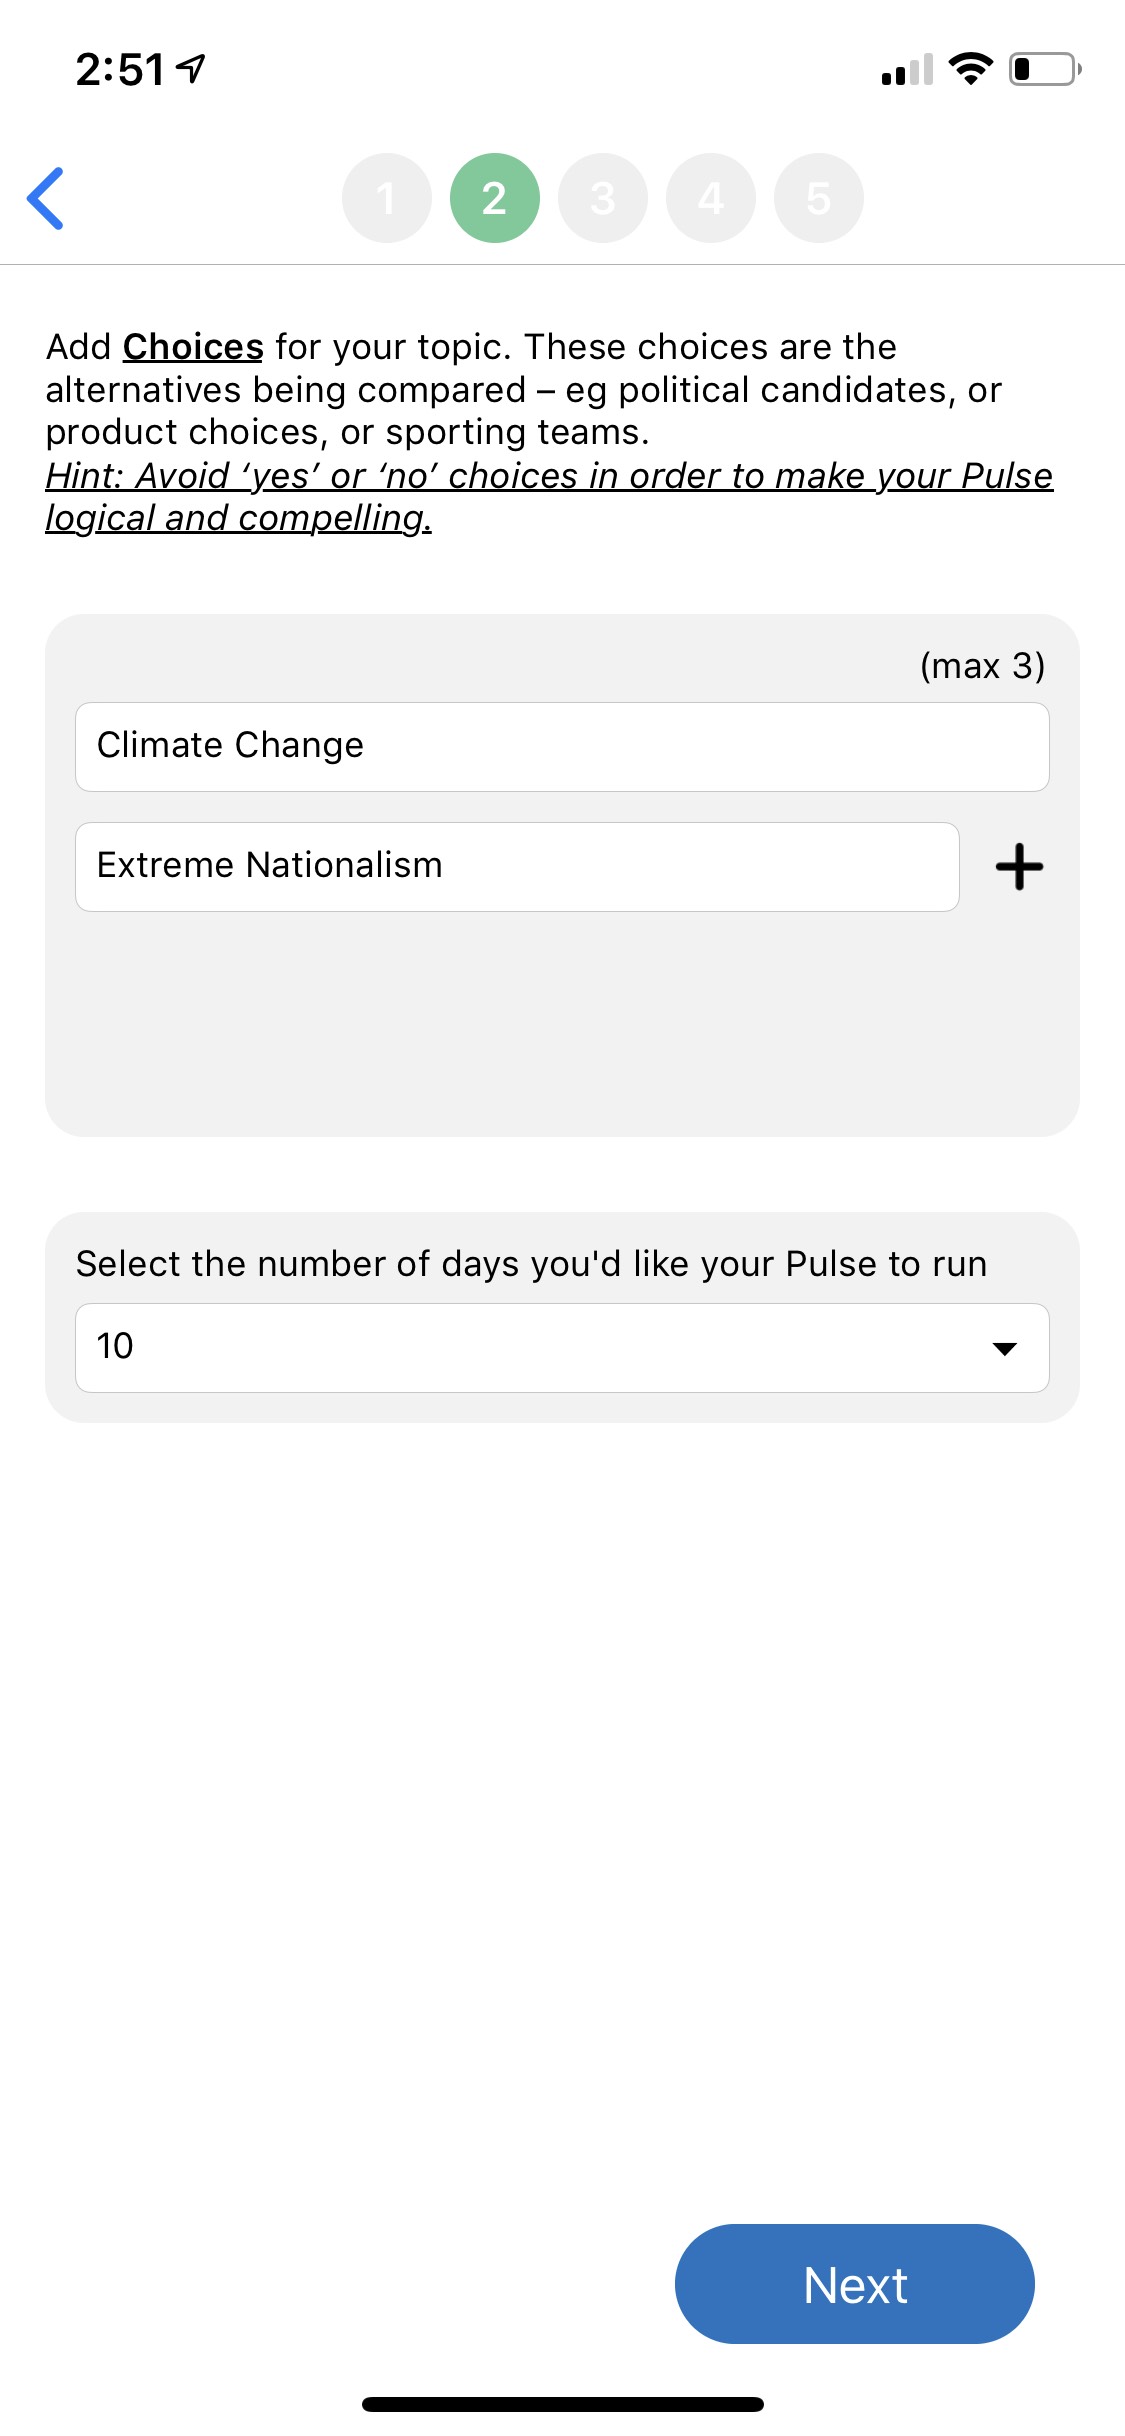 2:51
1 2 3 4 5
Add Choices for your topic. These choices are the
alternatives being compared – eg political candidates, or
product choices, or sporting teams.
Hint: Avoid ‘yes’ or ‘no’ choices in order to make your Pulse
logical and compelling.
(max 3)
Climate Change
Extreme Nationalism
Select the number of days you'd like your Pulse to run
10
Next